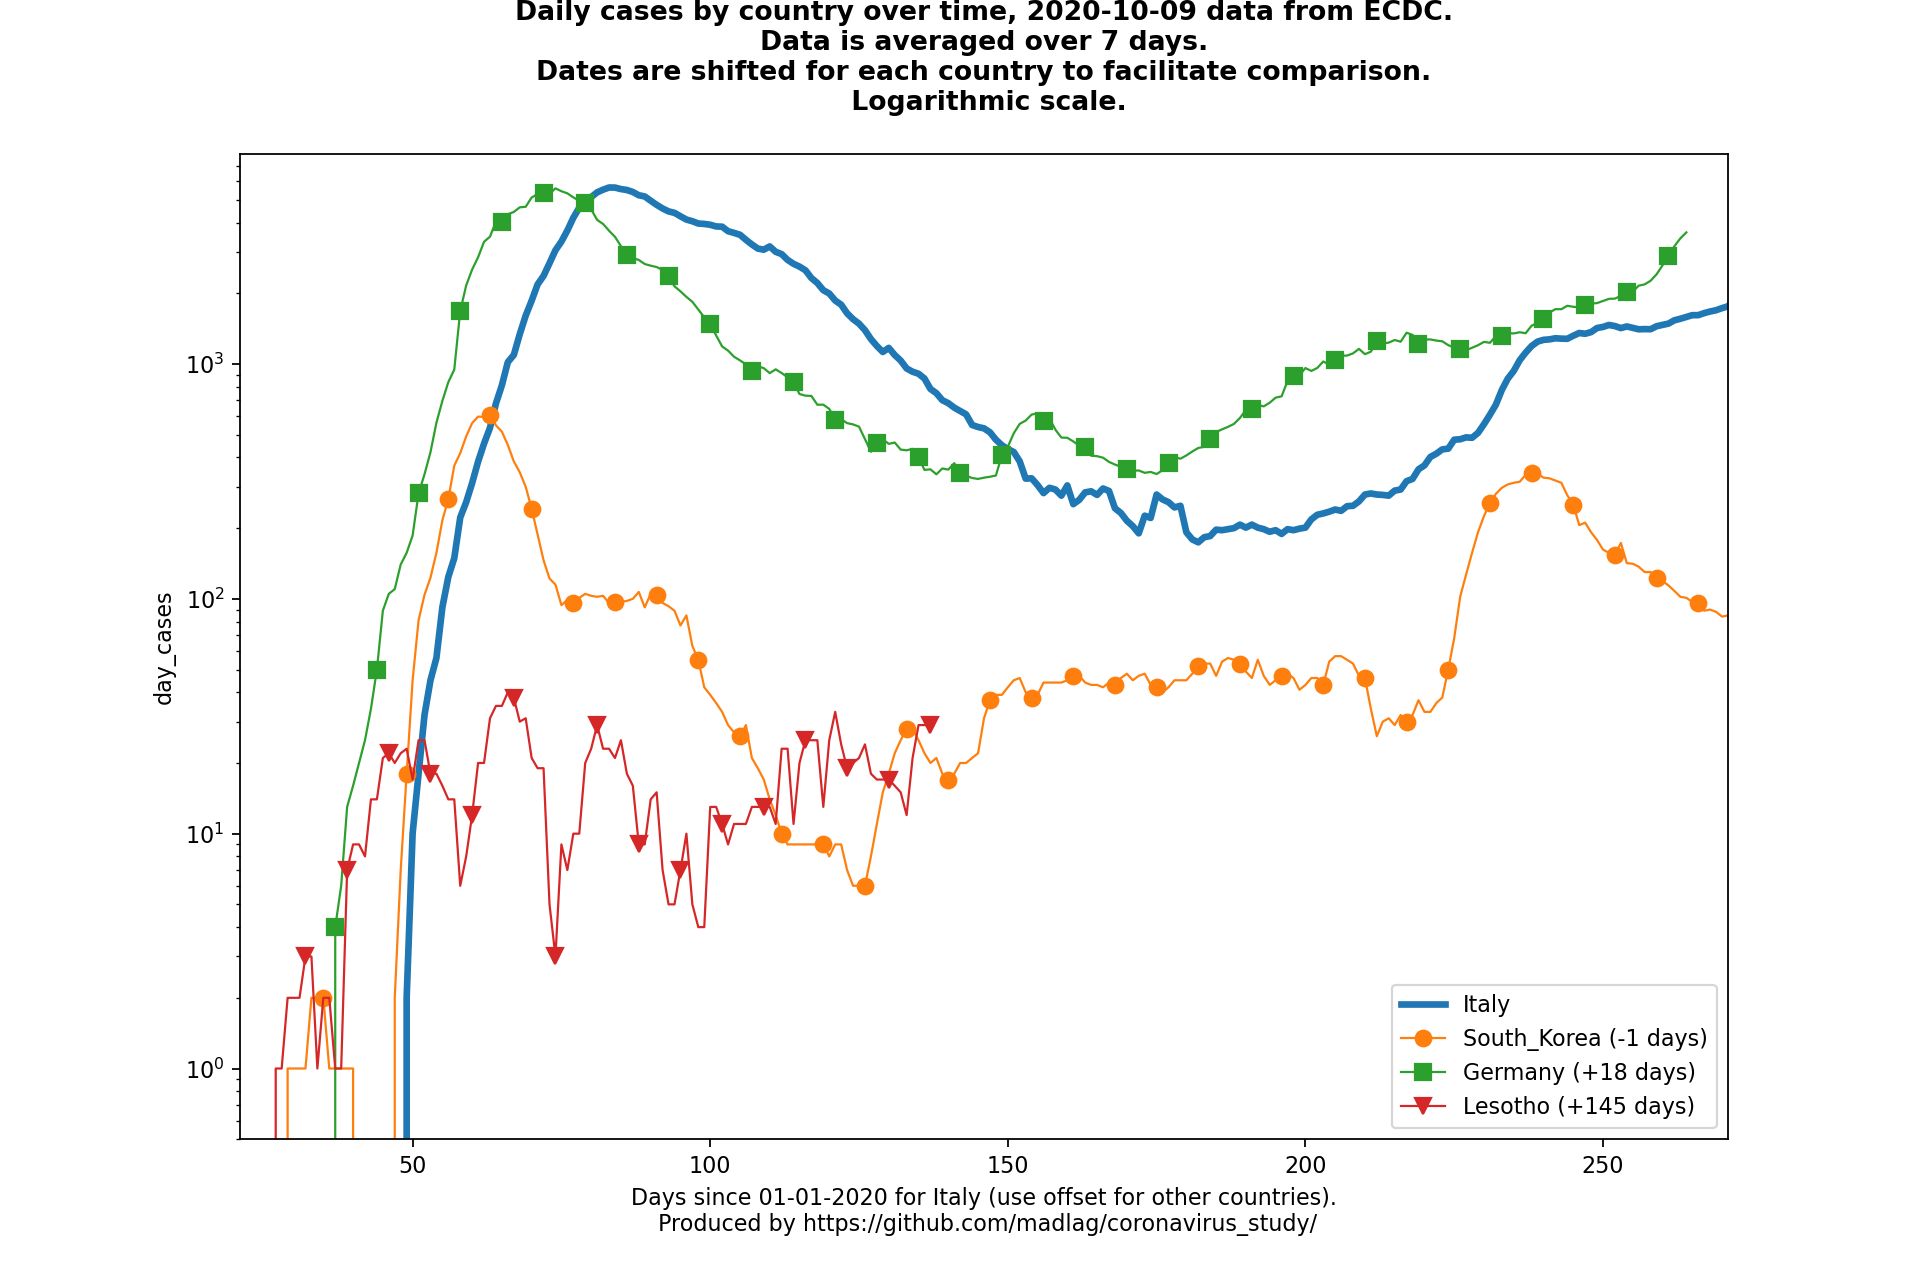 Daily cases by country over time, 2020-10-09 data from ECDC.
Data is averaged over 7 days.
Dates are shifted for each country to facilitate comparison.
Logarithmic scale.
10³
10²
10¹
10⁰
day_cases
50 100 150 200 250
Italy
South_Korea (-1 days)
Germany (+18 days)
Lesotho (+145 days)
Days since 01-01-2020 for Italy (use offset for other countries).
Produced by https://github.com/madlag/coronavirus_study/